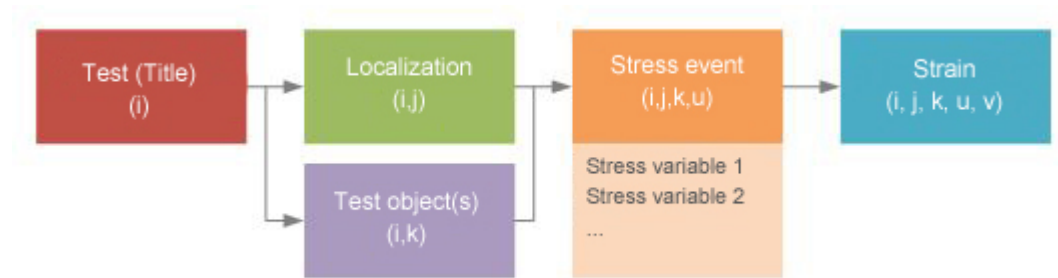 Test (Title)
(i)
Localization
(i,j)
Test object(s)
(i,k)
Stress event
(i,j,k,u)
Stress variable 1
Stress variable 2
...
Strain
(i, j, k, u, v)